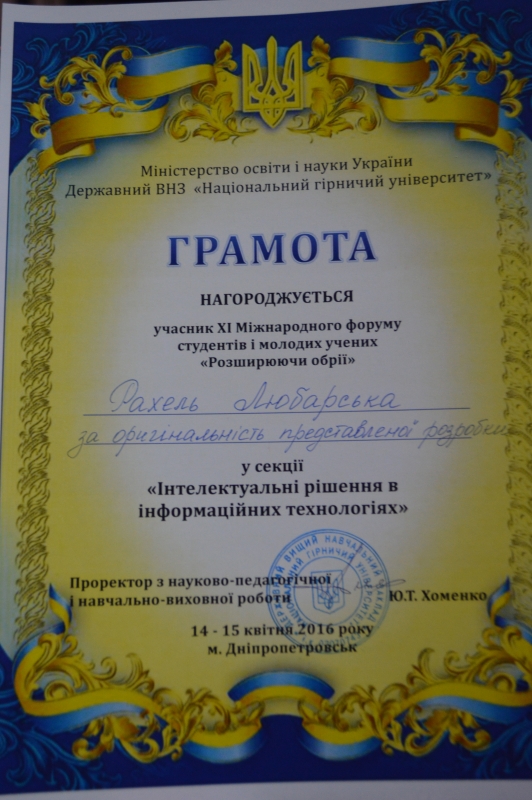 Міністерство освіти і науки України
Державний ВНЗ «Національний гірничий університет»
ГРАМОТА
НАГОРОДЖУЄТЬСЯ
учасник XI Міжнародного форуму
студентів і молодих учених
«Розширюючи обрії»
Рахель Любарська
за оригінальність представленої розробки
у секції
«Інтелектуальні рішення в
інформаційних технологіях»
Проректор з науково-педагогічної
і навчально-виховної роботи Ю.Т. Хоменко
14 - 15 квітня 2016 року
м. Дніпропетровськ